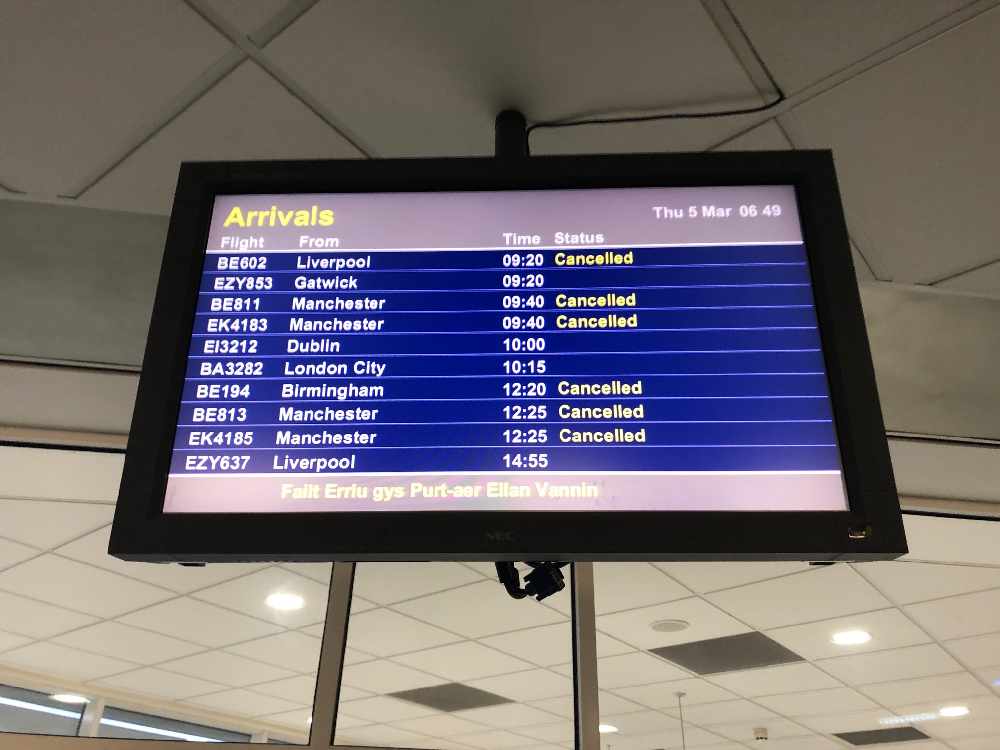 Arrivals Thu 5 Mar 06 49
Flight From Time Status
BE602 Liverpool 09:20 Cancelled
EZY853 Gatwick 09:20
BE811 Manchester 09:40 Cancelled
EK4183 Manchester 09:40 Cancelled
EI3212 Dublin 10:00
BA3282 London City 10:15
BE194 Birmingham 12:20 Cancelled
BE813 Manchester 12:25 Cancelled
EK4185 Manchester 12:25 Cancelled
EZY637 Liverpool 14:55
Failt Erriu gys Purt-aer Ellan Vannin
NEC